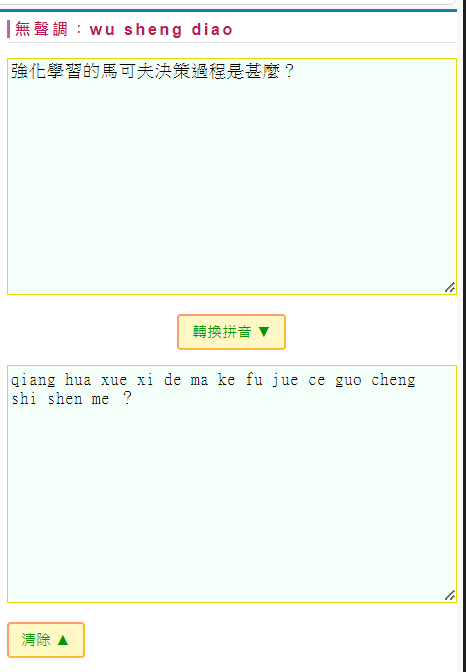 無聲調：wu sheng diao
強化學習的馬可夫決策過程是甚麼？
轉換拼音 ▼
qiang hua xue xi de ma ke fu jue ce guo cheng
shi shen me ？
清除 ▲